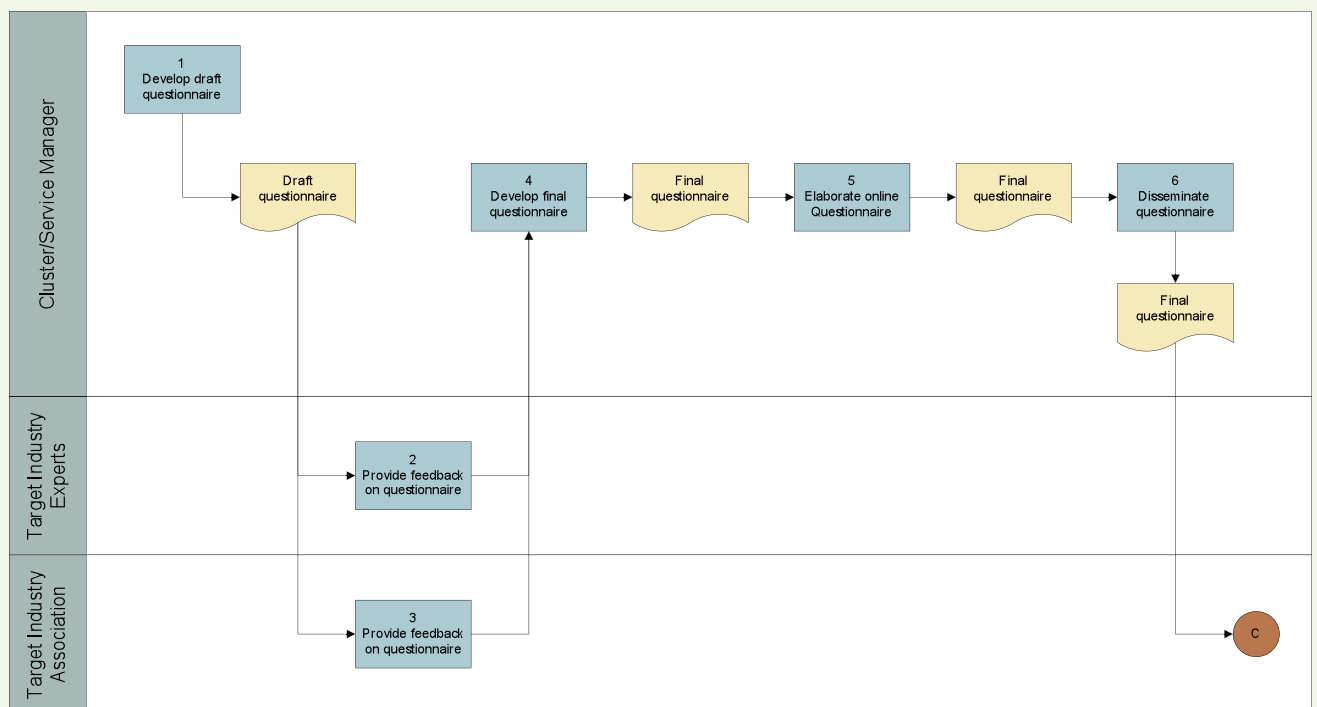 Cluster/Service Manager
1
Develop draft
questionnaire
Draft
questionnaire
4
Develop final
questionnaire
Final
questionnaire
5
Elaborate online
Questionnaire
Final
questionnaire
6
Disseminate
questionnaire
Final
questionnaire
Target Industry
Experts
2
Provide feedback
on questionnaire
Target Industry
Association
3
Provide feedback
on questionnaire
C